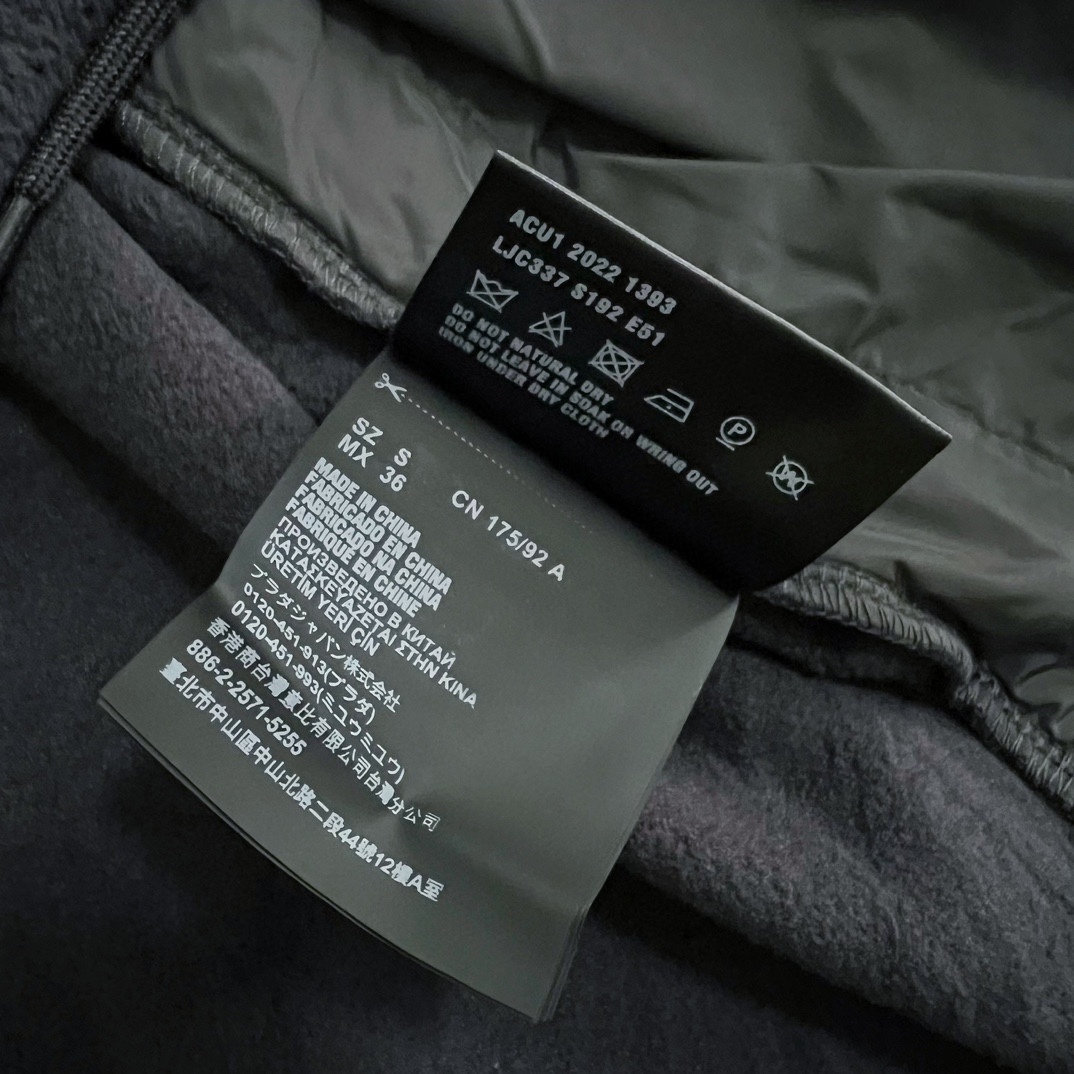 ACU1 2022 1393
LJC337 S192 E51
DO NOT NATURAL DRY
DO NOT LEAVE IN SOAK OR WRING OUT
IRON UNDER DRY CLOTH
SZ S
MX 36
CN 175/92 A
MADE IN CHINA
FABRICADO EN CHINA
FABRICADO NA CHINA
FABRIQUE EN CHINE
ПРОИЗВЕДЕНО В КИТАЙ
ΚΑΤΑΣΚΕΥΑΖΕΤΑΙ ΣΤΗΝ ΚΙΝΑ
ÜRETİM YERİ ÇİN
プラダジャパン株式会社
0120-451-913(プラダ)
0120-451-993(ミュウミュウ)
香港商台灣意比有限公司台灣分公司
886-2-2571-5255
臺北市中山區中山北路二段44號12樓A室